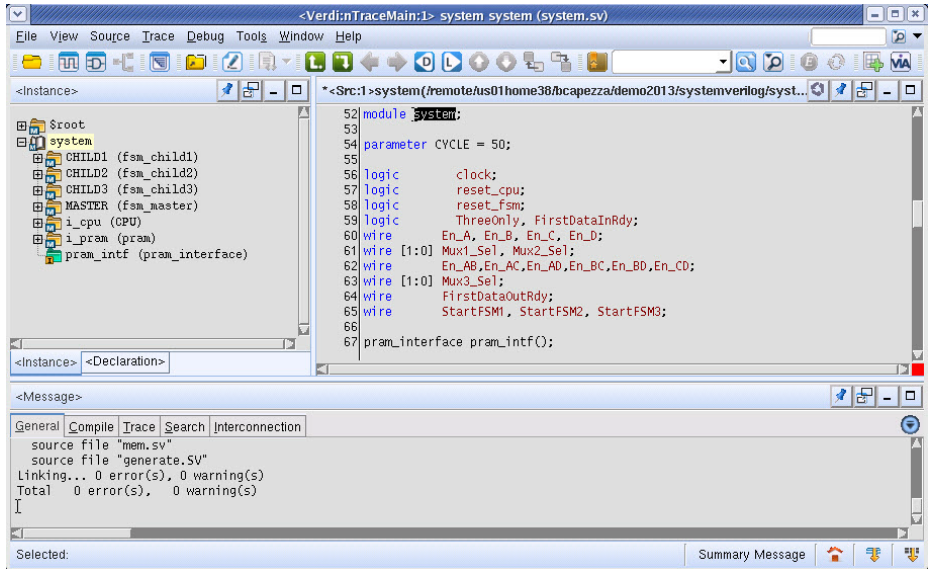 <Verdi:nTraceMain:1> system system (system.sv)
File View Source Trace Debug Tools Window Help
<Instance>
$root
system
CHILD1 (fsm_child1)
CHILD2 (fsm_child2)
CHILD3 (fsm_child3)
MASTER (fsm_master)
i_cpu (CPU)
i_pram (pram)
pram_intf (pram_interface)
<Instance> <Declaration>
*<Src:1>system(/remote/us01home38/bcapezza/demo2013/systemverilog/syst...
52 module system;
53
54 parameter CYCLE = 50;
55
56 logic clock;
57 logic reset_cpu;
58 logic reset_fsm;
59 logic ThreeOnly, FirstDataInRdy;
60 wire En_A, En_B, En_C, En_D;
61 wire [1:0] Mux1_Sel, Mux2_Sel;
62 wire En_AB,En_AC,En_AD,En_BC,En_BD,En_CD;
63 wire [1:0] Mux3_Sel;
64 wire FirstDataOutRdy;
65 wire StartFSM1, StartFSM2, StartFSM3;
66
67 pram_interface pram_intf();
<Message>
General Compile Trace Search Interconnection
source file "mem.sv"
source file "generate.SV"
Linking... 0 error(s), 0 warning(s)
Total 0 error(s), 0 warning(s)
Selected:
Summary Message